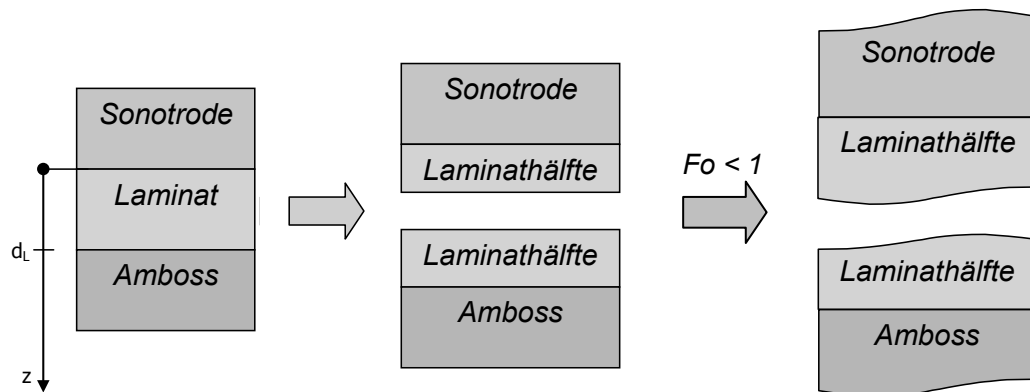 Sonotrode
Laminat
Amboss
d_L
z
Sonotrode
Laminathälfte
Laminathälfte
Amboss
Fo < 1
Sonotrode
Laminathälfte
Laminathälfte
Amboss